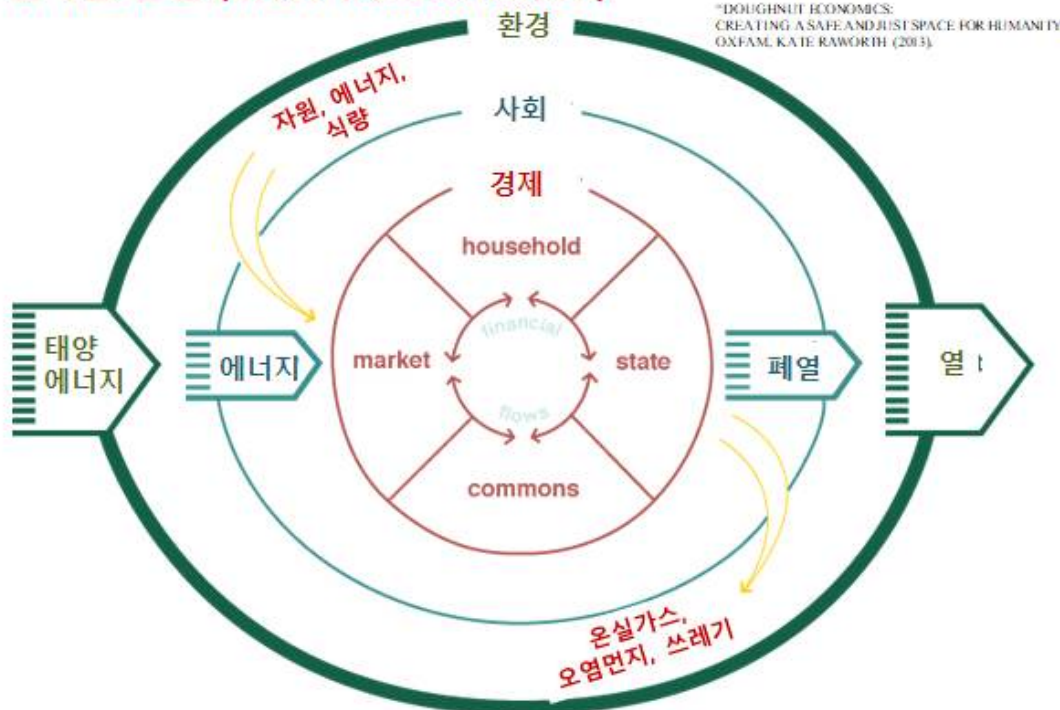 "DOUGHNUT ECONOMICS:
CREATING A SAFE AND JUST SPACE FOR HUMANITY
OXFAM, KATE RAWORTH (2013).
환경
자원, 에너지,
식량
사회
경제
household
financial
market
state
flows
commons
태양
에너지
에너지
폐열
열
온실가스,
오염먼지, 쓰레기